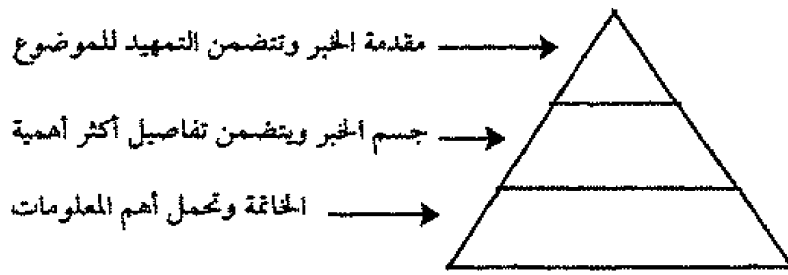 مقدمة الخبر وتتضمن التمهيد للموضوع
جسم الخبر ويتضمن تفاصيل أكثر أهمية
الخاتمة وتحمل أهم المعلومات